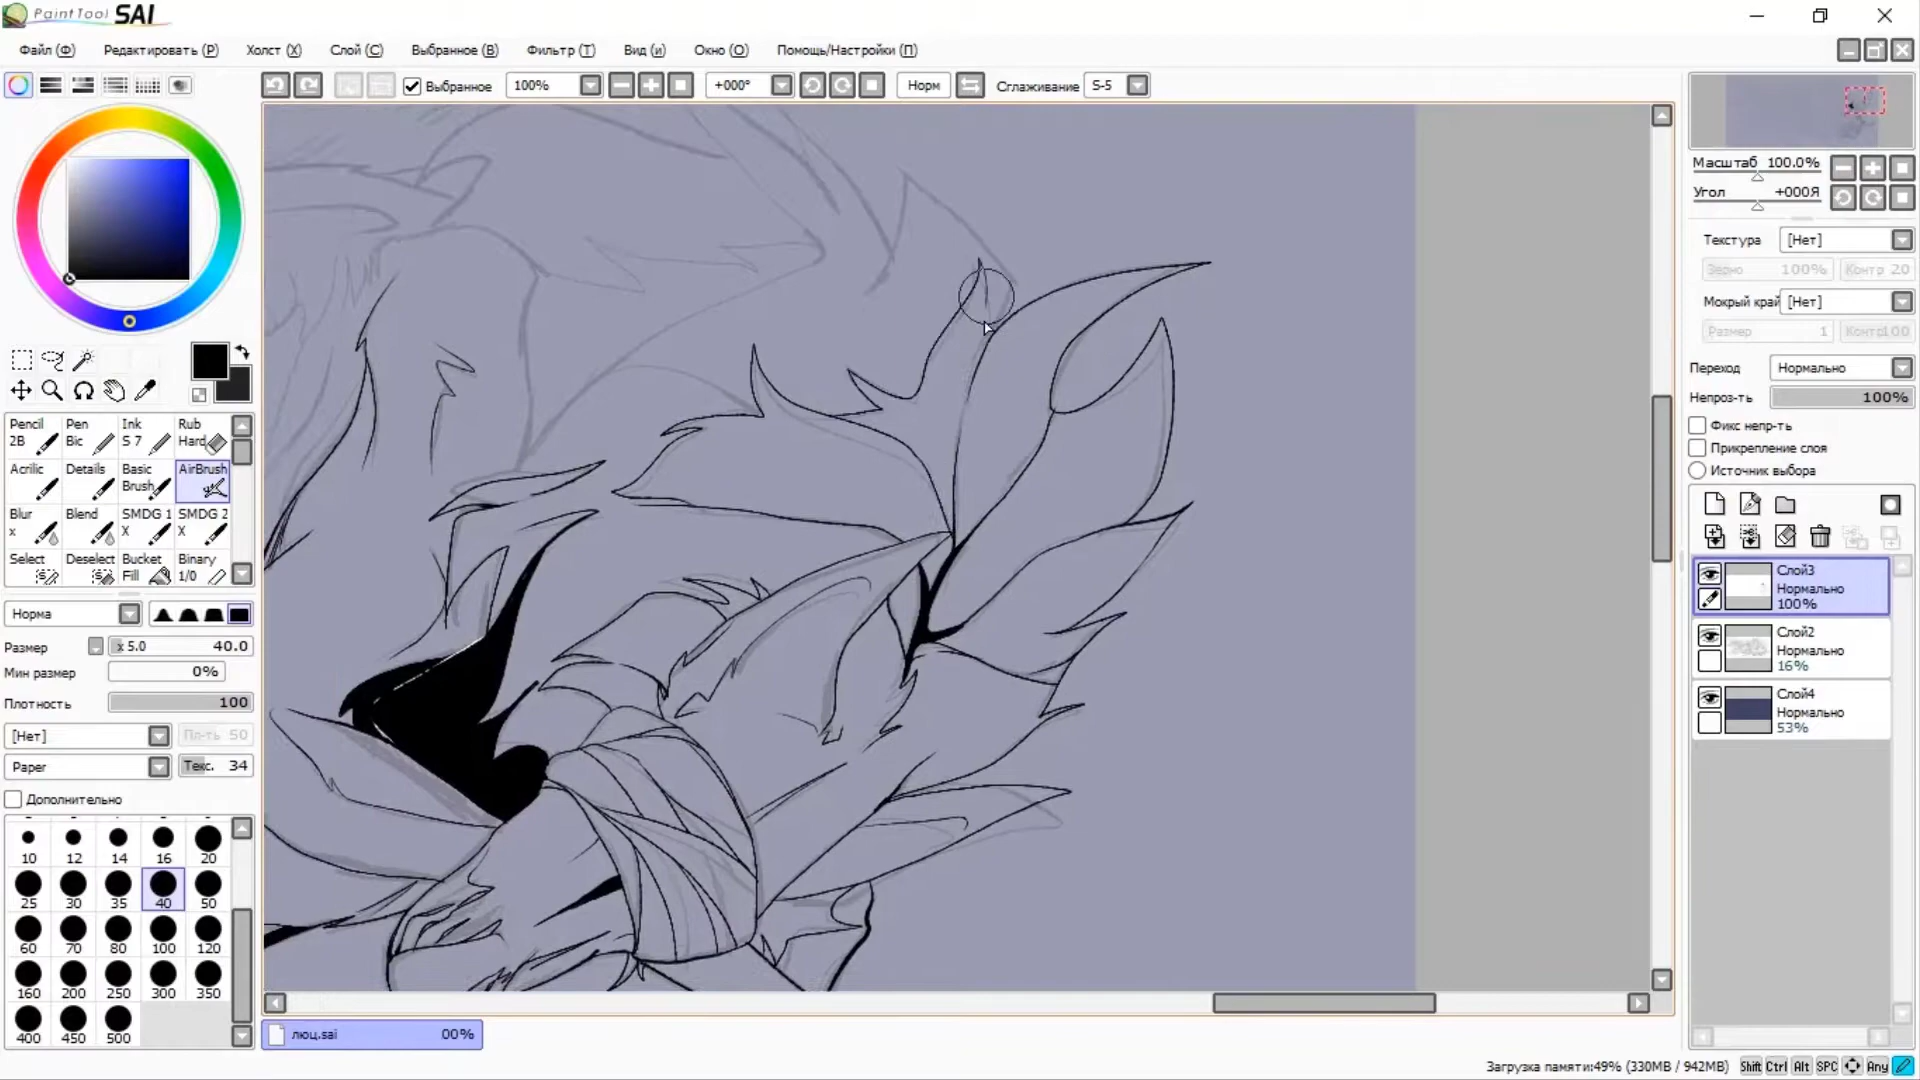 PaintTool SAI
Файл (Ф) Редактировать (Р) Холст (Х) Слой (С) Выбранное (В) Фильтр (Т) Вид (и) Окно (О) Помощь/Настройки (П)
Выбранное 100% +000° Норм Сглаживание S-5
Масштаб 100.0%
Угол +000Я
Текстура [Нет]
Зерно 100% Контр 20
Мокрый край [Нет]
Размер 1 Контр100
Переход Нормально
Непроз-ть 100%
Фикс непр-ть
Прикрепление слоя
Источник выбора
Pencil Pen Ink Rub
2B Bic S 7 Hard
Acrilic Details Basic AirBrush
Brush
Blur Blend SMDG 1 SMDG 2
x X X
Select Deselect Bucket Binary
Fill 1/0
Норма
Размер x 5.0 40.0
Мин размер 0%
Плотность 100
[Нет] Пл-ть 50
Paper Текс. 34
Дополнительно
10 12 14 16 20
25 30 35 40 50
60 70 80 100 120
160 200 250 300 350
400 450 500
Слой3
Нормально
100%
Слой2
Нормально
16%
Слой4
Нормально
53%
люц.sai 00%
Загрузка памяти:49% (330MB / 942MB) Shift Ctrl Alt SPC Any